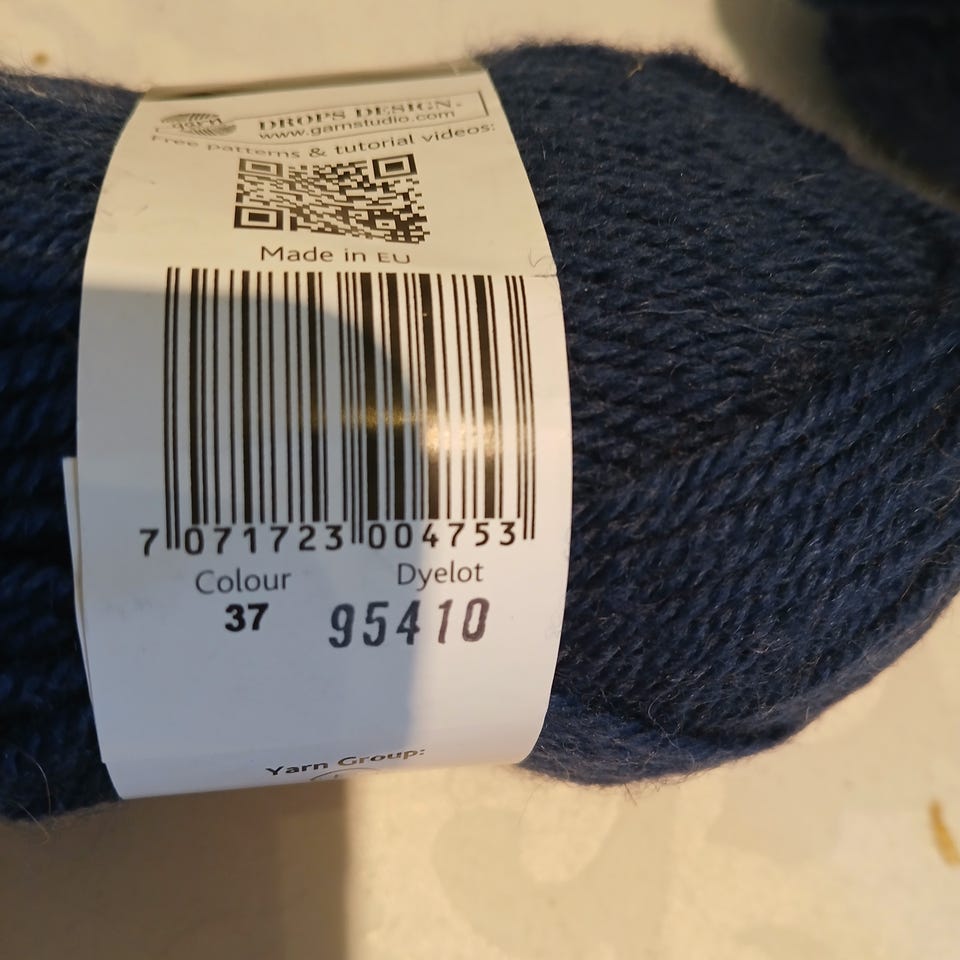 garn
DROPS DESIGN
www.garnstudio.com
Free patterns & tutorial videos:
Made in EU
7 071723 004753
Colour Dyelot
37 95410
Yarn Group: